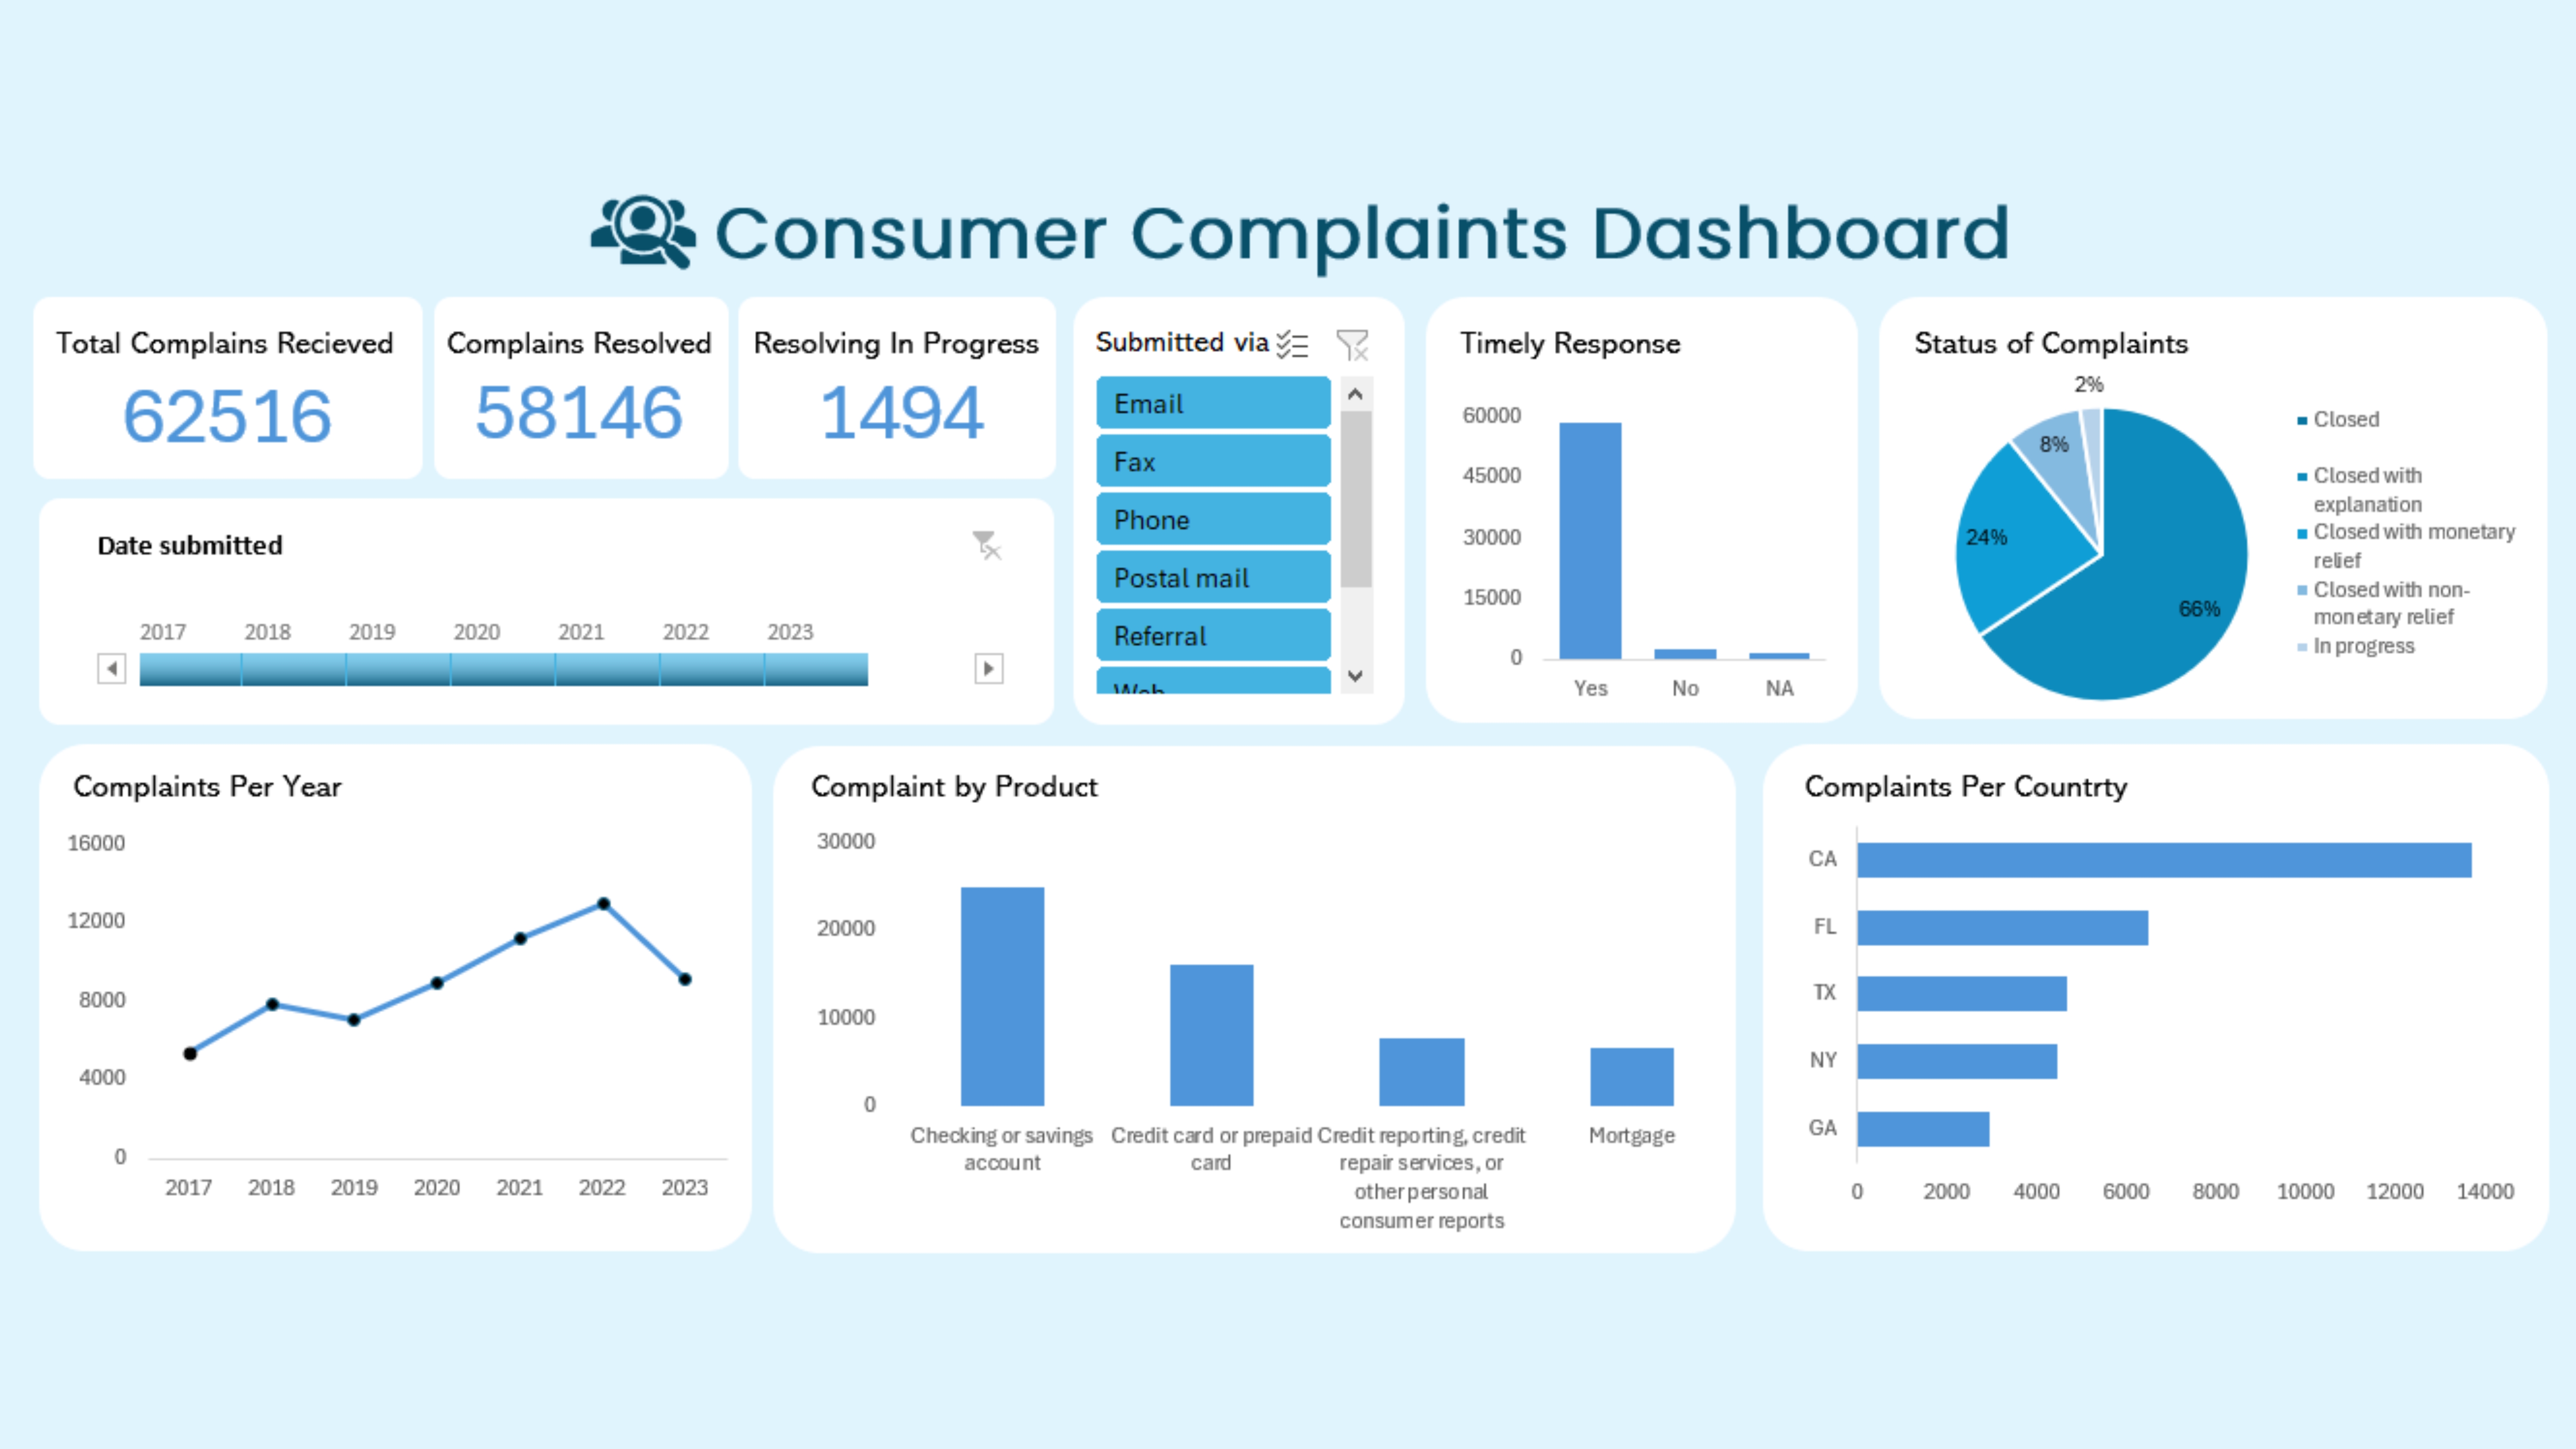 Consumer Complaints Dashboard
Total Complains Recieved
62516
Complains Resolved
58146
Resolving In Progress
1494
Date submitted
2017 2018 2019 2020 2021 2022 2023
Submitted via
Email
Fax
Phone
Postal mail
Referral
Web
Timely Response
60000
45000
30000
15000
0
Yes No NA
Status of Complaints
2%
8%
24%
66%
Closed
Closed with
explanation
Closed with monetary
relief
Closed with non-
monetary relief
In progress
Complaints Per Year
16000
12000
8000
4000
0
2017 2018 2019 2020 2021 2022 2023
Complaint by Product
30000
20000
10000
0
Checking or savings
account
Credit card or prepaid
card
Credit reporting, credit
repair services, or
other personal
consumer reports
Mortgage
Complaints Per Countrty
CA
FL
TX
NY
GA
0 2000 4000 6000 8000 10000 12000 14000